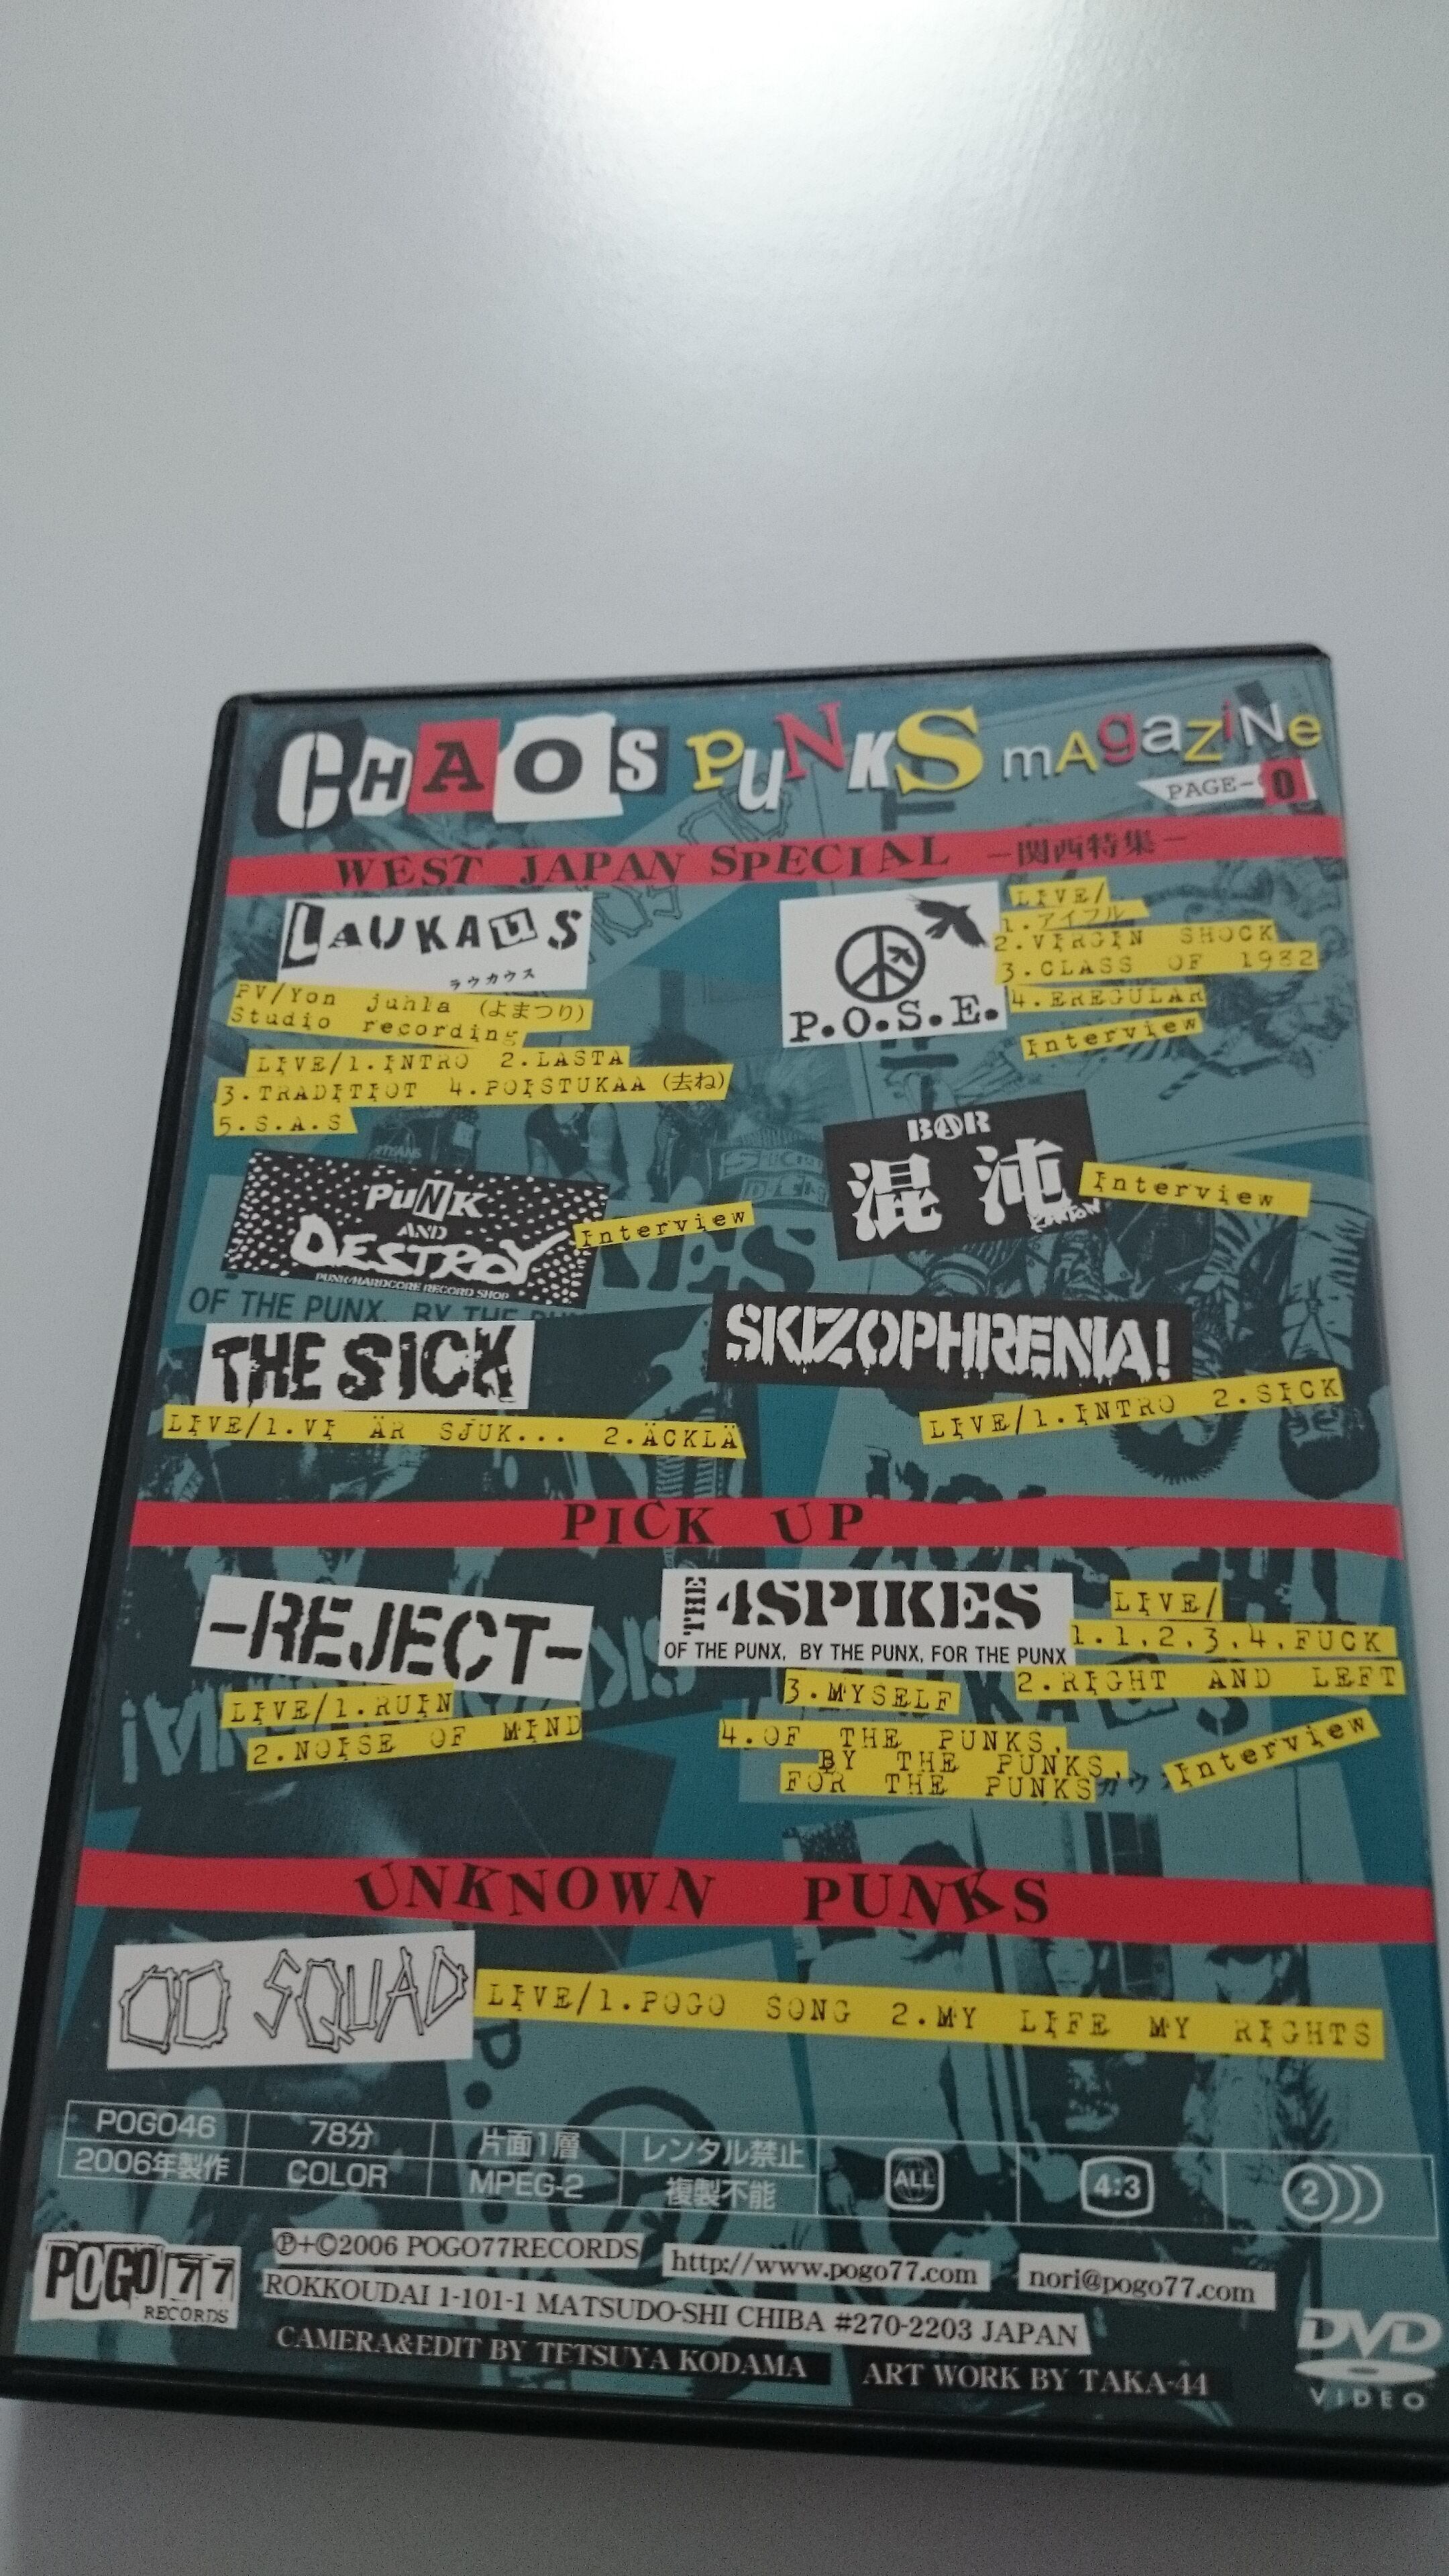 CHAOS PUNKS mAgaziNe
PAGE-0
WEST JAPAN SPECIAL －関西特集－
LAUKAUS
ラウカウス
PV/Yon juhla (よまつり)
Studio recording
LIVE/1.INTRO 2.LASTA
3.TRADITIOT 4.POISTUKAA (去ね)
5.S.A.S
P.O.S.E.
LIVE/
1.アイフル
2.VIRGIN SHOCK
3.CLASS OF 1982
4.EREGULAR
Interview
PUNK
AND
DESTROY
PUNK/HARDCORE RECORD SHOP
Interview
BAR
混沌
KONTON
Interview
OF THE PUNX, BY THE
THE SICK
LIVE/1.VI ÄR SJUK... 2.ÄCKLÄ
SKIZOPHRENIA!
LIVE/1.INTRO 2.SICK
PICK UP
-REJECT-
LIVE/1.RUIN
2.NOISE OF MIND
THE 4SPIKES
OF THE PUNX, BY THE PUNX, FOR THE PUNX
LIVE/
1.1,2,3,4,FUCK
2.RIGHT AND LEFT
3.MYSELF
4.OF THE PUNKS,
BY THE PUNKS,
FOR THE PUNKS
Interview
UNKNOWN PUNKS
OD SQUAD
LIVE/1.POGO SONG 2.MY LIFE MY RIGHTS
POGO46 78分 片面1層 レンタル禁止
2006年製作 COLOR MPEG-2 複製不能
ALL 4:3 2
POGO 77
RECORDS
℗+©2006 POGO77RECORDS http://www.pogo77.com nori@pogo77.com
ROKKOUDAI 1-101-1 MATSUDO-SHI CHIBA #270-2203 JAPAN
CAMERA&EDIT BY TETSUYA KODAMA ART WORK BY TAKA-44
DVD
VIDEO